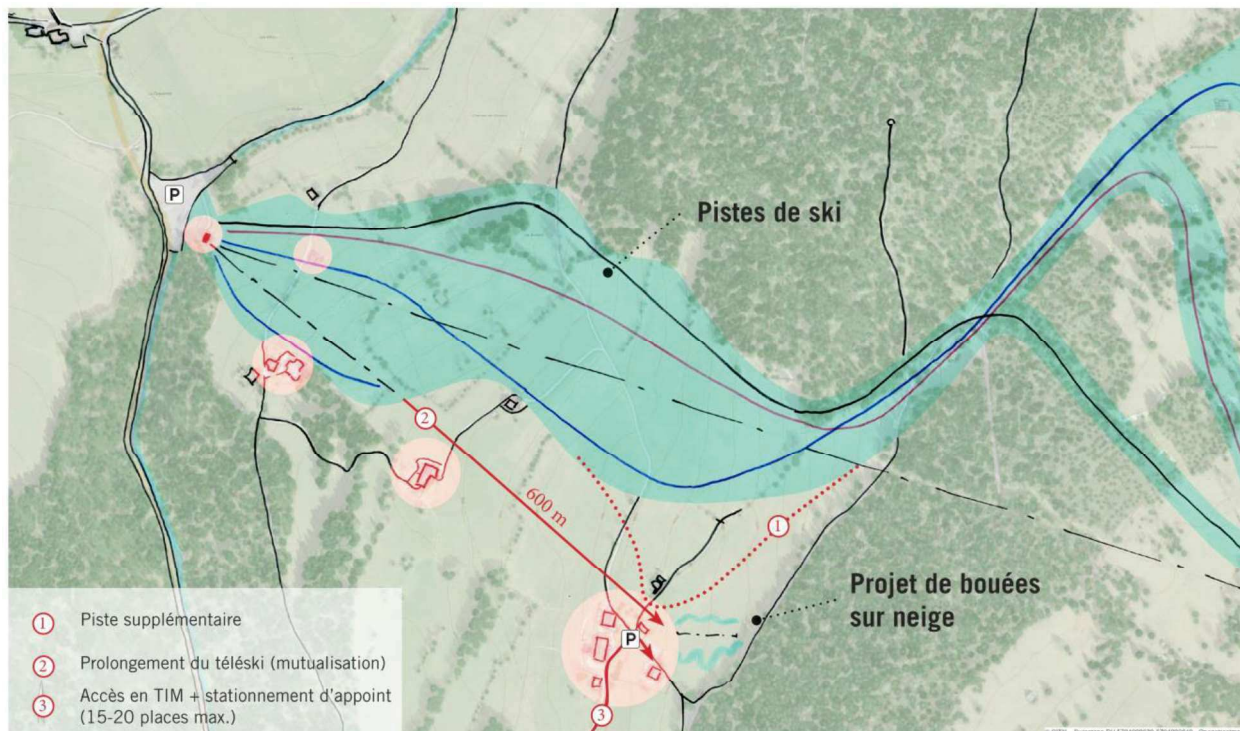 P
Pistes de ski
2
600 m
1
Projet de bouées
sur neige
P
3
1 Piste supplémentaire
2 Prolongement du téléski (mutualisation)
3 Accès en TIM + stationnement d'appoint
(15-20 places max.)